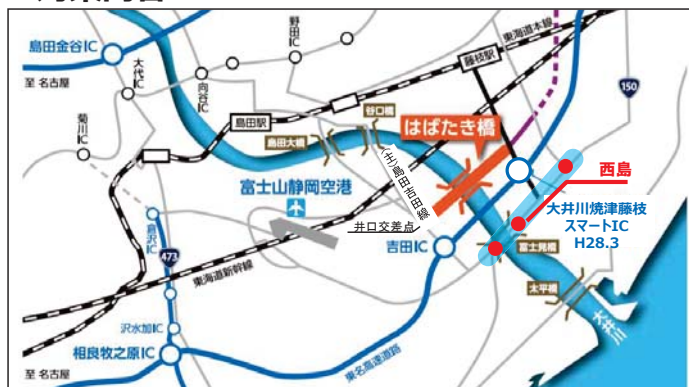 島田金谷IC
至 名古屋
大代IC
向谷IC
野田IC
藤枝駅
東海道本線
150
菊川IC
島田駅
島田大橋
谷口橋
はばたき橋
(主)島田吉田線
西島
富士山静岡空港
井口交差点
大井川焼津藤枝
スマートIC
H28.3
倉沢IC
473
東海道新幹線
吉田IC
富士見橋
太平橋
大井川
沢水加IC
相良牧之原IC
至 名古屋
東名高速道路